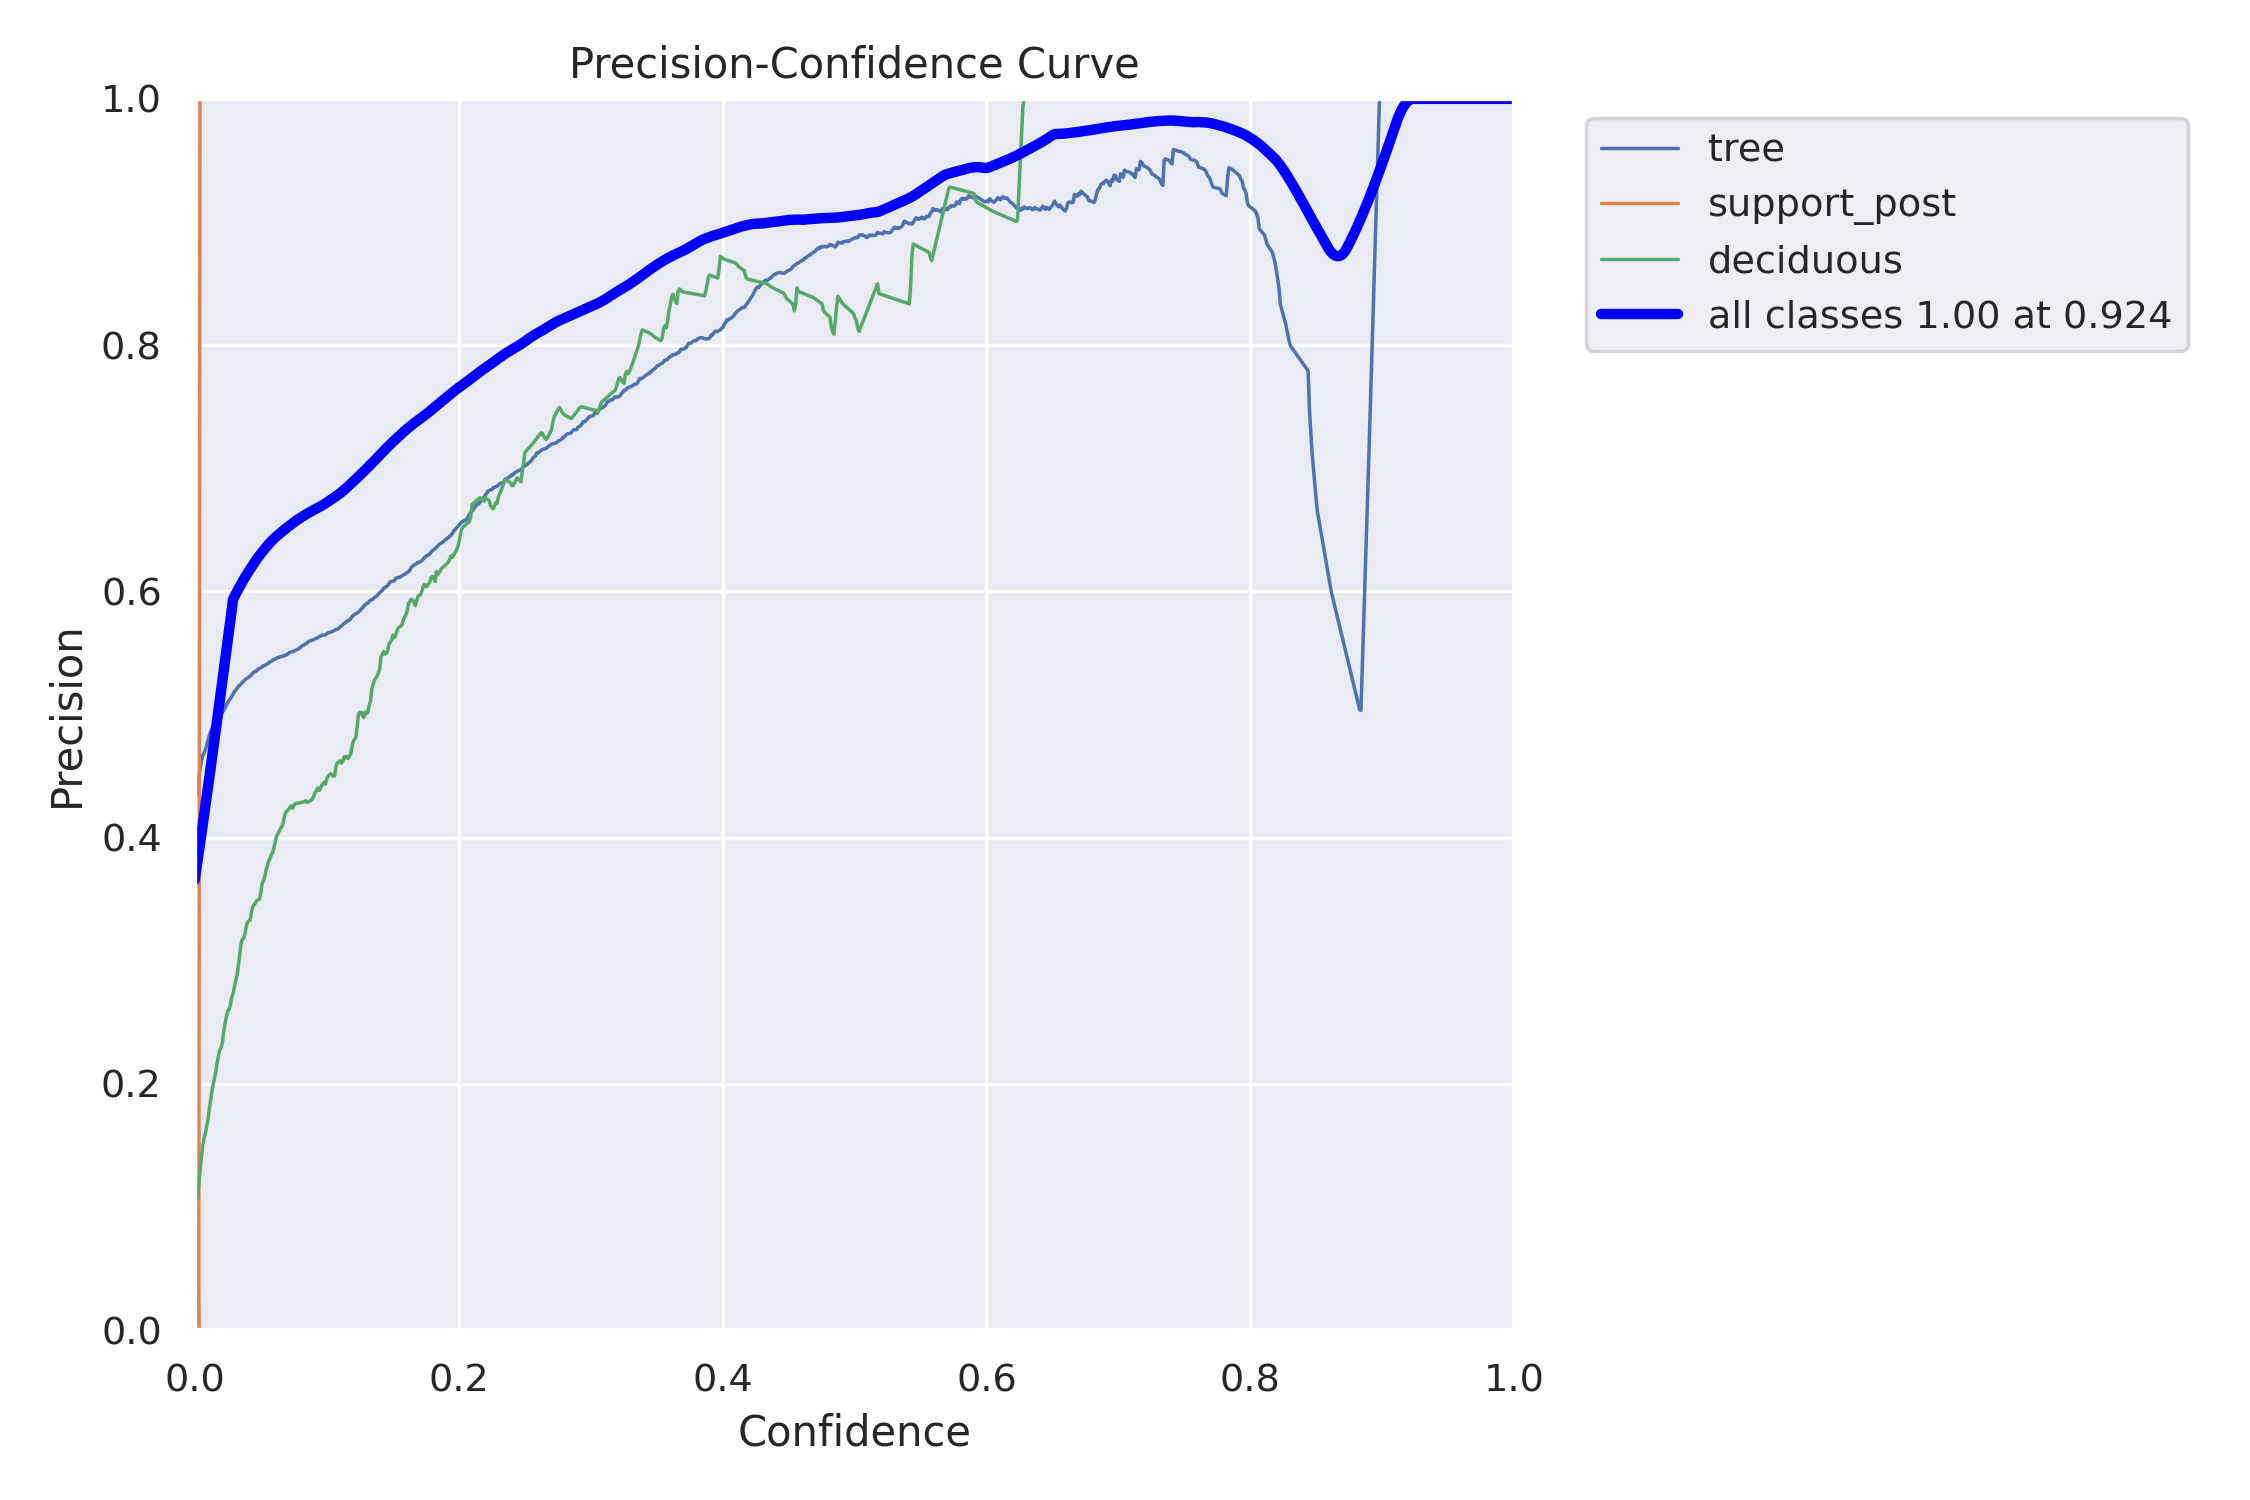 Precision-Confidence Curve
1.0
0.8
0.6
0.4
0.2
0.0
Precision
0.0 0.2 0.4 0.6 0.8 1.0
Confidence
tree
support_post
deciduous
all classes 1.00 at 0.924